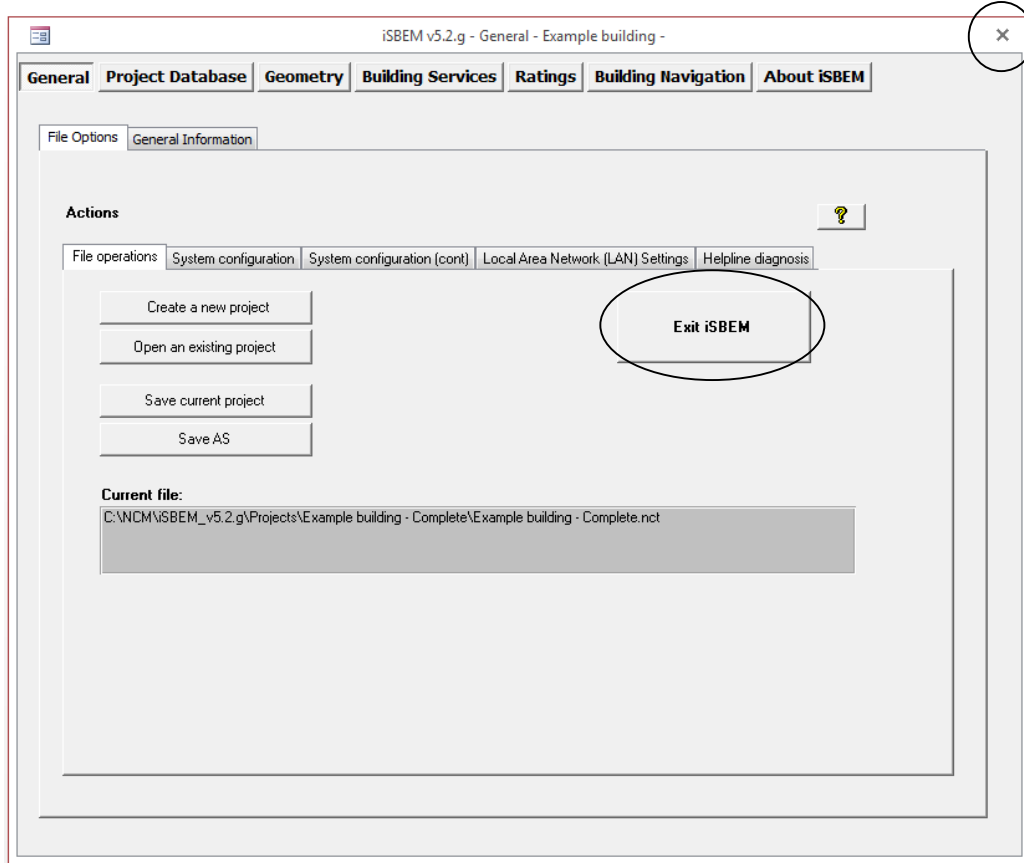 iSBEM v5.2.g - General - Example building -
General Project Database Geometry Building Services Ratings Building Navigation About iSBEM
File Options General Information
Actions
?
File operations System configuration System configuration (cont) Local Area Network (LAN) Settings Helpline diagnosis
Create a new project
Exit iSBEM
Open an existing project
Save current project
Save AS
Current file:
C:\NCM\iSBEM_v5.2.g\Projects\Example building - Complete\Example building - Complete.nct